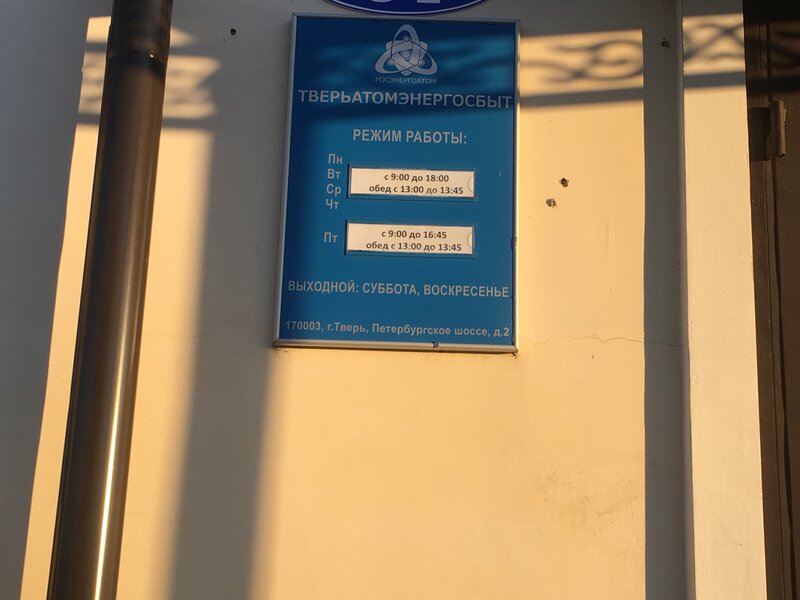 РОСЭНЕРГОАТОМ
ТВЕРЬАТОМЭНЕРГОСБЫТ
РЕЖИМ РАБОТЫ:
Пн
Вт
Ср
Чт
с 9:00 до 18:00
обед с 13:00 до 13:45
Пт
с 9:00 до 16:45
обед с 13:00 до 13:45
ВЫХОДНОЙ: СУББОТА, ВОСКРЕСЕНЬЕ
170003, г.Тверь, Петербургское шоссе, д.2